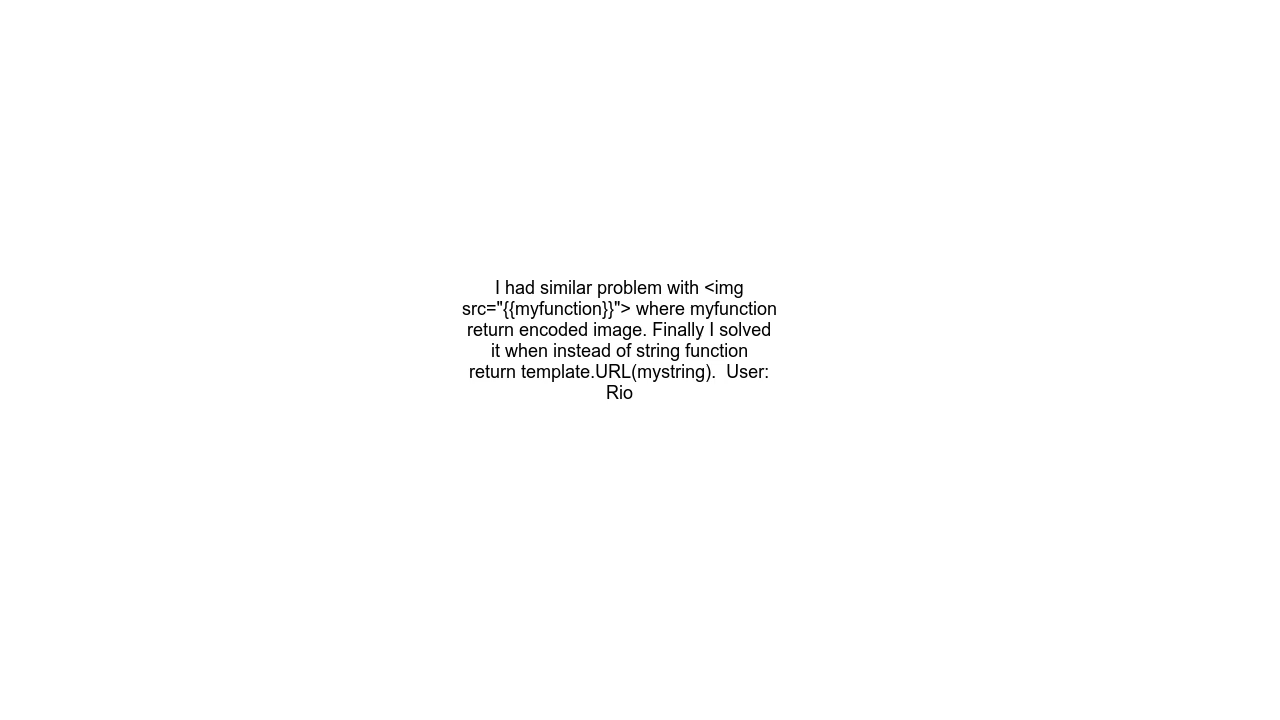 I had similar problem with <img
src="{{myfunction}}"> where myfunction
return encoded image. Finally I solved
it when instead of string function
return template.URL(mystring).  User:
Rio